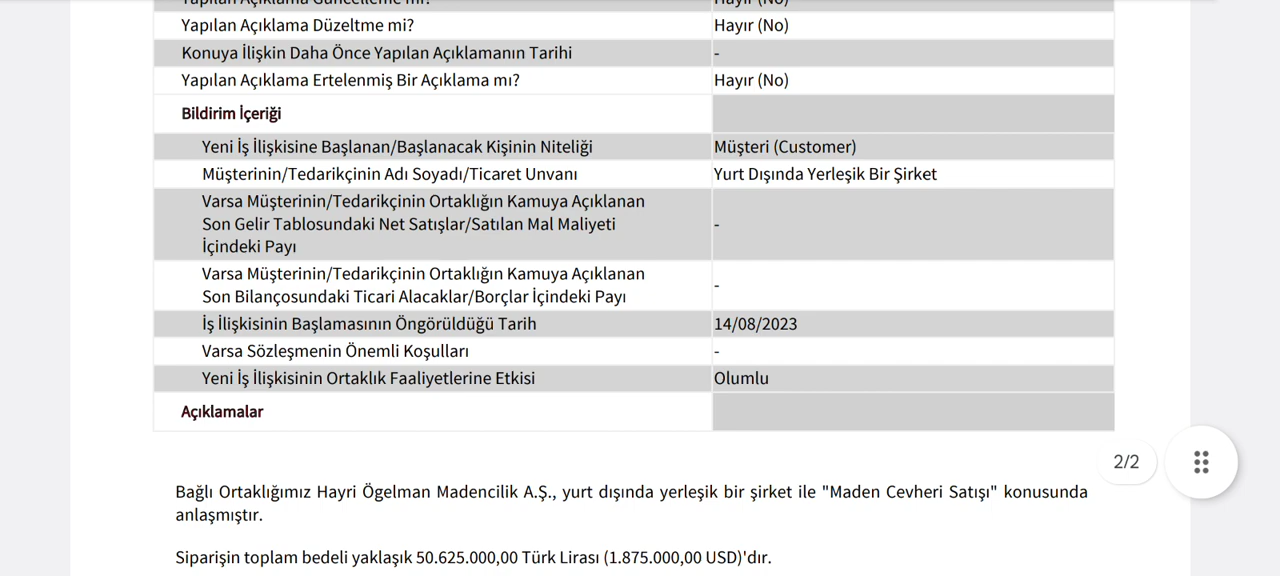 Yapılan Açıklama Güncelleme mi?
Hayır (No)
Yapılan Açıklama Düzeltme mi?
Hayır (No)
Konuya İlişkin Daha Önce Yapılan Açıklamanın Tarihi
-
Yapılan Açıklama Ertelenmiş Bir Açıklama mı?
Hayır (No)
Bildirim İçeriği
Yeni İş İlişkisine Başlanan/Başlanacak Kişinin Niteliği
Müşteri (Customer)
Müşterinin/Tedarikçinin Adı Soyadı/Ticaret Unvanı
Yurt Dışında Yerleşik Bir Şirket
Varsa Müşterinin/Tedarikçinin Ortaklığın Kamuya Açıklanan
Son Gelir Tablosundaki Net Satışlar/Satılan Mal Maliyeti
İçindeki Payı
-
Varsa Müşterinin/Tedarikçinin Ortaklığın Kamuya Açıklanan
Son Bilançosundaki Ticari Alacaklar/Borçlar İçindeki Payı
-
İş İlişkisinin Başlamasının Öngörüldüğü Tarih
14/08/2023
Varsa Sözleşmenin Önemli Koşulları
-
Yeni İş İlişkisinin Ortaklık Faaliyetlerine Etkisi
Olumlu
Açıklamalar
2/2
Bağlı Ortaklığımız Hayri Ögelman Madencilik A.Ş., yurt dışında yerleşik bir şirket ile "Maden Cevheri Satışı" konusunda
anlaşmıştır.
Siparişin toplam bedeli yaklaşık 50.625.000,00 Türk Lirası (1.875.000,00 USD)'dır.